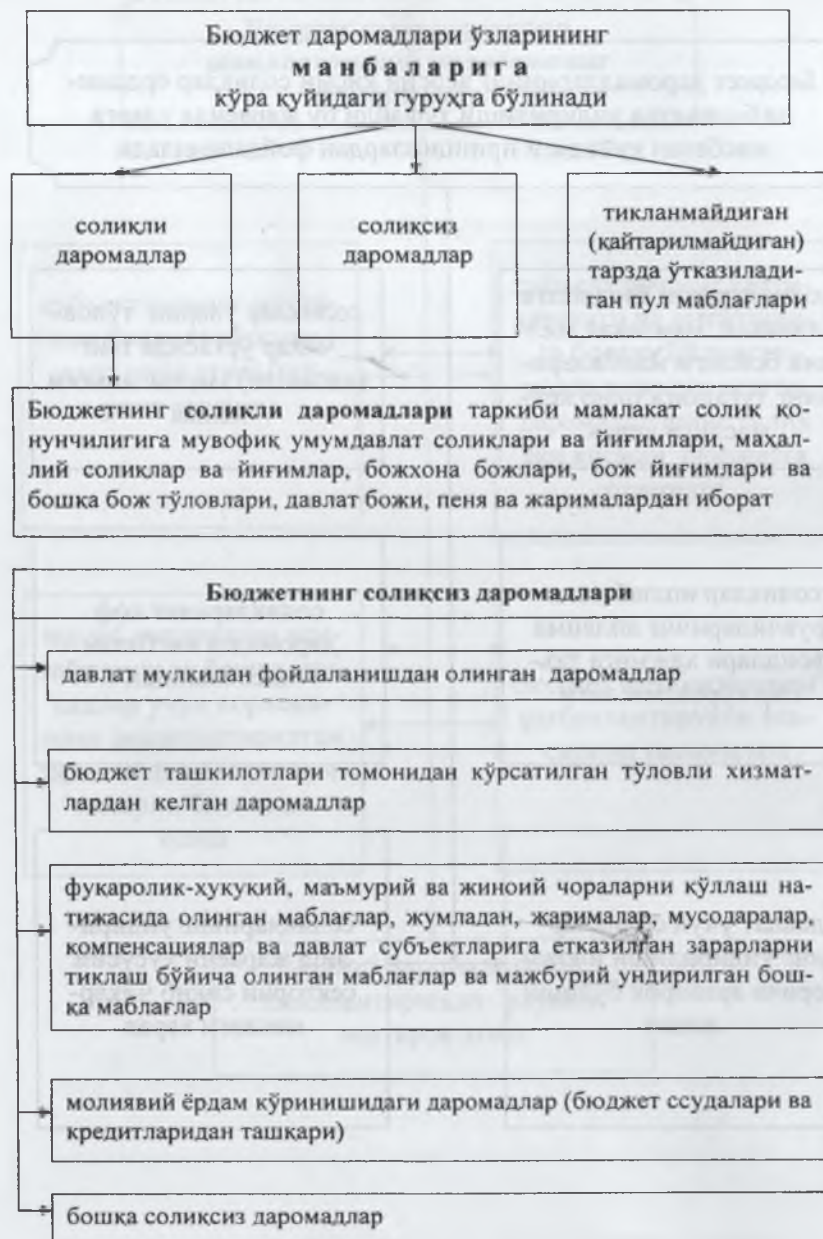 Бюджет даромадлари ўзларининг
манбаларига
кўра қуйидаги гуруҳга бўлинади
солиқли
даромадлар
солиқсиз
даромадлар
тикланмайдиган
(қайтарилмайдиган)
тарзда ўтказилади-
ган пул маблағлари
Бюджетнинг солиқли даромадлари таркиби мамлакат солиқ қо-
нунчилигига мувофиқ умумдавлат солиқлари ва йиғимлари, маҳал-
лий солиқлар ва йиғимлар, божхона божлари, бож йиғимлари ва
бошқа бож тўловлари, давлат божи, пеня ва жарималардан иборат
Бюджетнинг солиқсиз даромадлари
давлат мулкидан фойдаланишдан олинган даромадлар
бюджет ташкилотлари томонидан кўрсатилган тўловли хизмат-
лардан келган даромадлар
фуқаролик-ҳуқуқий, маъмурий ва жиноий чораларни қўллаш на-
тижасида олинган маблағлар, жумладан, жарималар, мусодаралар,
компенсациялар ва давлат субъектларига етказилган зарарларни
тиклаш бўйича олинган маблағлар ва мажбурий ундирилган бош-
қа маблағлар
молиявий ёрдам кўринишидаги даромадлар (бюджет ссудалари ва
кредитларидан ташқари)
бошқа солиқсиз даромадлар